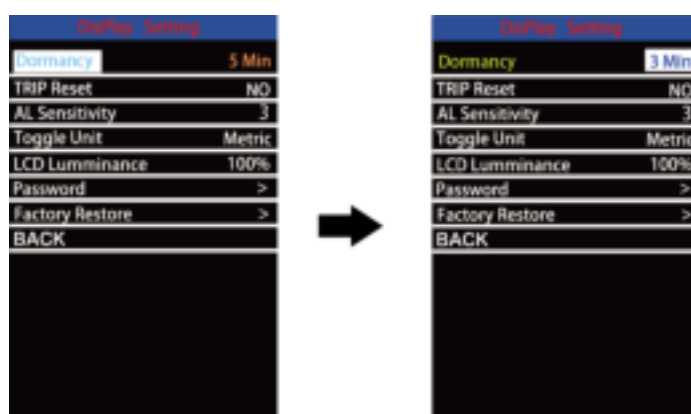 DisPlay Setting
Dormancy 5 Min
TRIP Reset NO
AL Sensitivity 3
Toggle Unit Metric
LCD Lumminance 100%
Password >
Factory Restore >
BACK
DisPlay Setting
Dormancy 3 Min
TRIP Reset NO
AL Sensitivity 3
Toggle Unit Metric
LCD Lumminance 100%
Password >
Factory Restore >
BACK